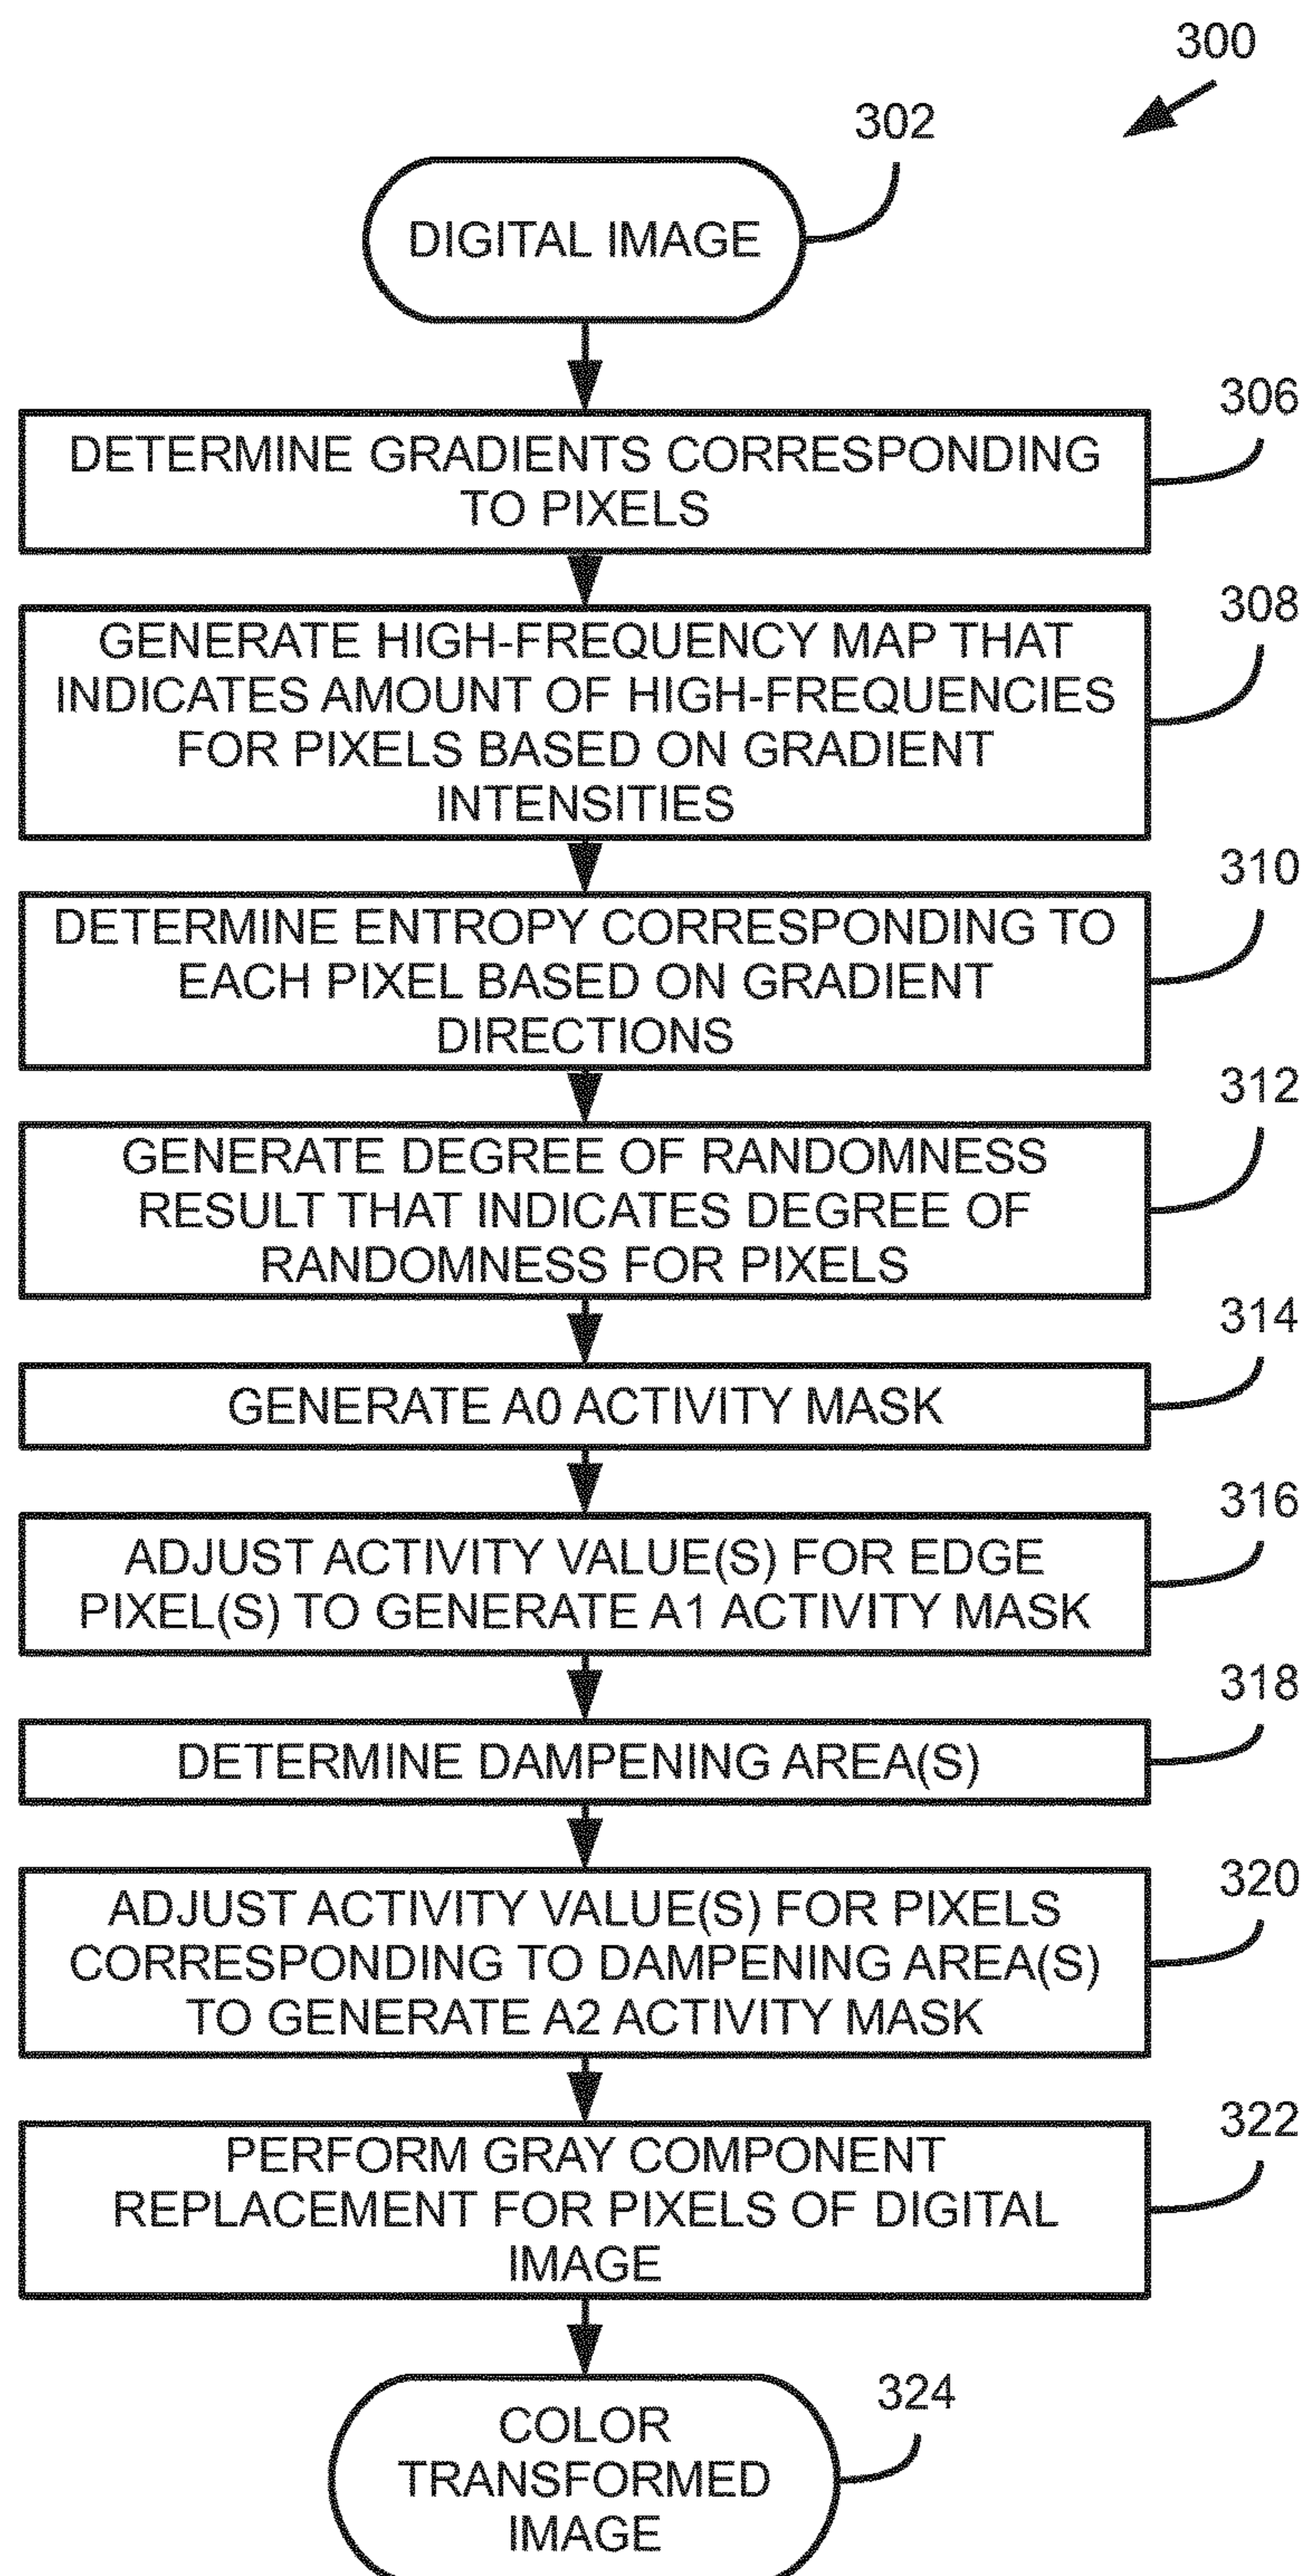 300
302
DIGITAL IMAGE
306
DETERMINE GRADIENTS CORRESPONDING
TO PIXELS
308
GENERATE HIGH-FREQUENCY MAP THAT
INDICATES AMOUNT OF HIGH-FREQUENCIES
FOR PIXELS BASED ON GRADIENT
INTENSITIES
310
DETERMINE ENTROPY CORRESPONDING TO
EACH PIXEL BASED ON GRADIENT
DIRECTIONS
312
GENERATE DEGREE OF RANDOMNESS
RESULT THAT INDICATES DEGREE OF
RANDOMNESS FOR PIXELS
314
GENERATE A0 ACTIVITY MASK
316
ADJUST ACTIVITY VALUE(S) FOR EDGE
PIXEL(S) TO GENERATE A1 ACTIVITY MASK
318
DETERMINE DAMPENING AREA(S)
320
ADJUST ACTIVITY VALUE(S) FOR PIXELS
CORRESPONDING TO DAMPENING AREA(S)
TO GENERATE A2 ACTIVITY MASK
322
PERFORM GRAY COMPONENT
REPLACEMENT FOR PIXELS OF DIGITAL
IMAGE
324
COLOR
TRANSFORMED
IMAGE